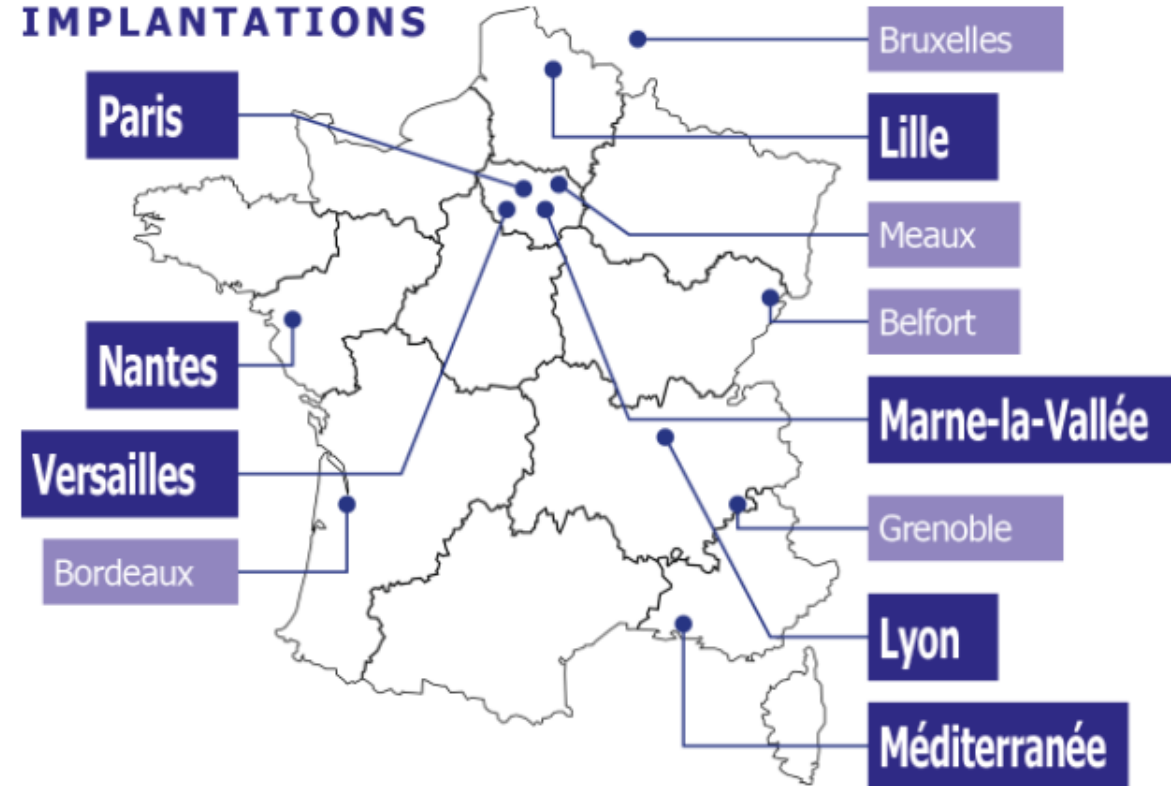 IMPLANTATIONS
Bruxelles
Paris
Lille
Meaux
Belfort
Nantes
Marne-la-Vallée
Versailles
Grenoble
Bordeaux
Lyon
Méditerranée